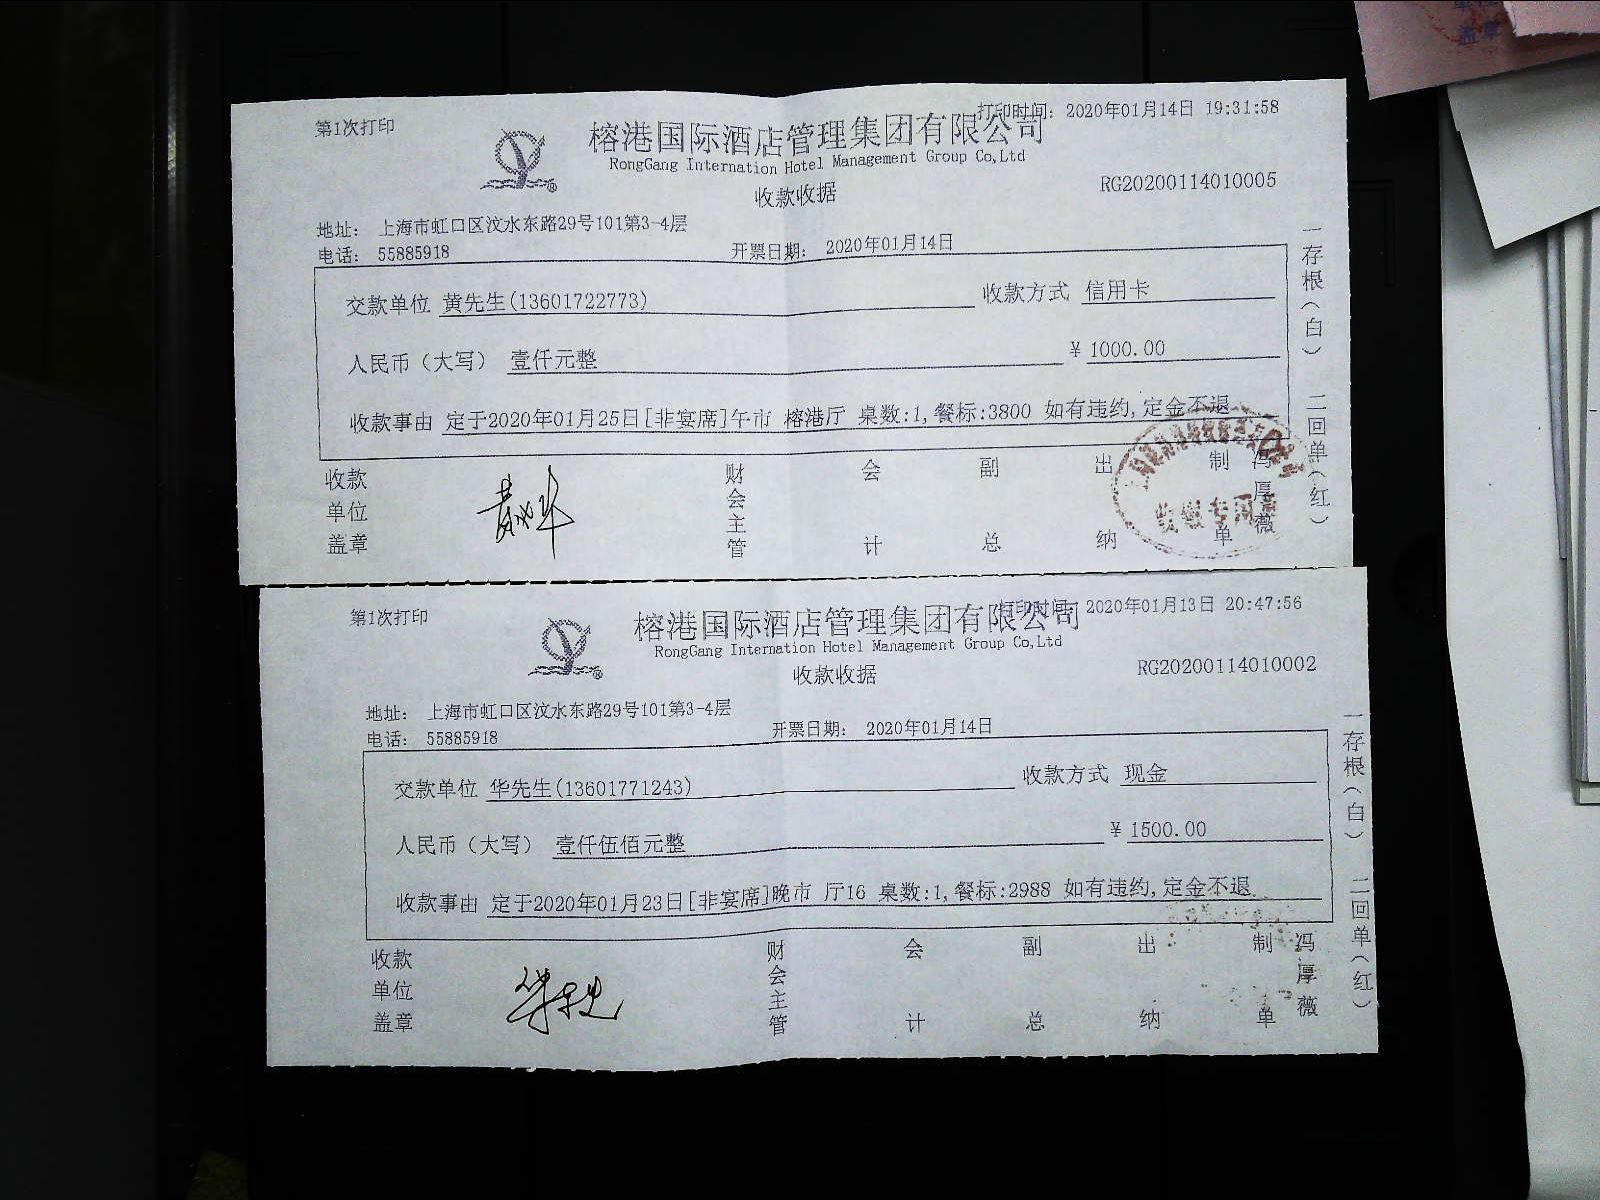 盖章
第1次打印
打印时间: 2020年01月14日 19:31:58
榕港国际酒店管理集团有限公司
RongGang Internation Hotel Management Group Co,Ltd
收款收据
RG20200114010005
地址: 上海市虹口区汶水东路29号101第3-4层
电话: 55885918 开票日期: 2020年01月14日
交款单位 黄先生(13601722773) 收款方式 信用卡
人民币(大写) 壹仟元整 ¥ 1000.00
收款事由 定于2020年01月25日[非宴席]午市 榕港厅 桌数:1,餐标:3800 如有违约,定金不退
收款单位盖章 财会主管 会计 副总 出纳 制单 冯厚薇
一存根(白) 二回单(红)
第1次打印
打印时间: 2020年01月13日 20:47:56
榕港国际酒店管理集团有限公司
RongGang Internation Hotel Management Group Co,Ltd
收款收据
RG20200114010002
地址: 上海市虹口区汶水东路29号101第3-4层
电话: 55885918 开票日期: 2020年01月14日
交款单位 华先生(13601771243) 收款方式 现金
人民币(大写) 壹仟伍佰元整 ¥ 1500.00
收款事由 定于2020年01月23日[非宴席]晚市 厅16 桌数:1,餐标:2988 如有违约,定金不退
收款单位盖章 财会主管 会计 副总 出纳 制单 冯厚薇
一存根(白) 二回单(红)